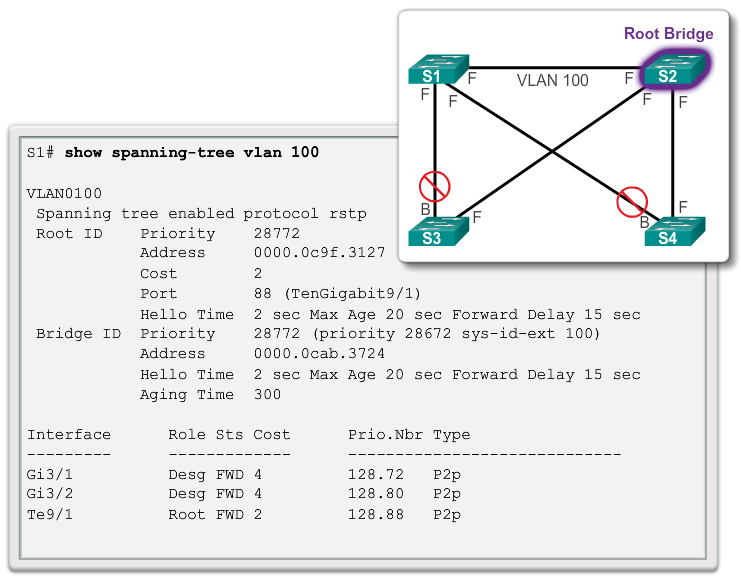 Root Bridge
S1
S2
F
VLAN 100
F
F
F
F
F
B
F
F
B
S3
S4
S1# show spanning-tree vlan 100
VLAN0100
Spanning tree enabled protocol rstp
Root ID Priority 28772
Address 0000.0c9f.3127
Cost 2
Port 88 (TenGigabit9/1)
Hello Time 2 sec Max Age 20 sec Forward Delay 15 sec
Bridge ID Priority 28772 (priority 28672 sys-id-ext 100)
Address 0000.0cab.3724
Hello Time 2 sec Max Age 20 sec Forward Delay 15 sec
Aging Time 300
Interface Role Sts Cost Prio.Nbr Type
--------- ------------- -----------------------------
Gi3/1 Desg FWD 4 128.72 P2p
Gi3/2 Desg FWD 4 128.80 P2p
Te9/1 Root FWD 2 128.88 P2p